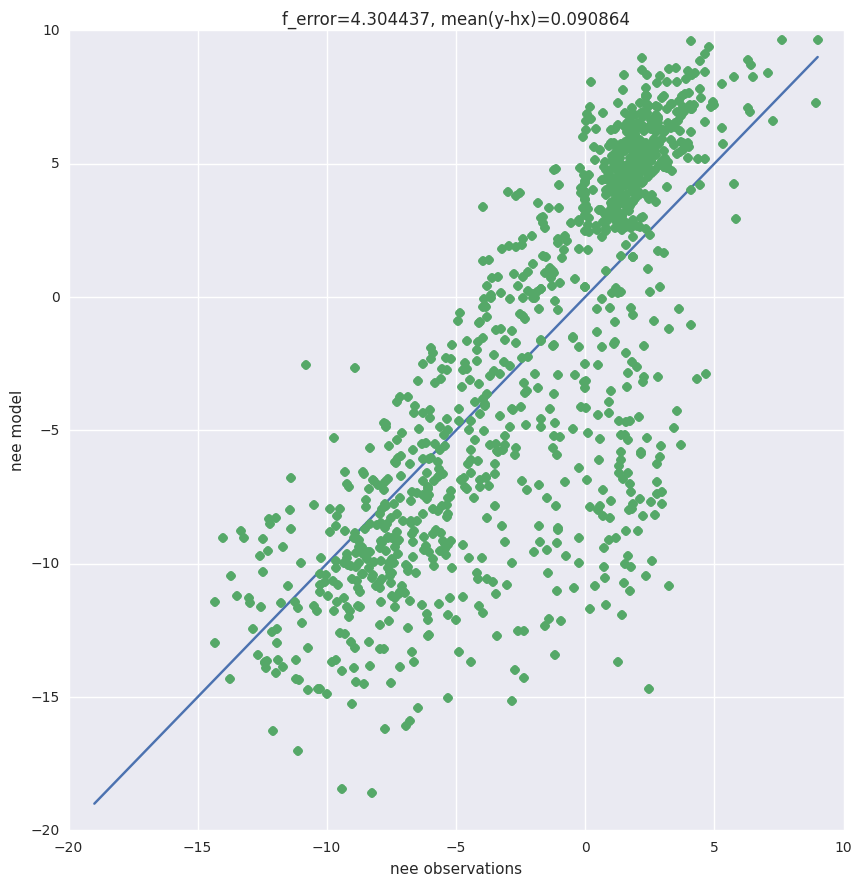 f_error=4.304437, mean(y-hx)=0.090864
10
5
0
−5
−10
−15
−20
nee model
−20 −15 −10 −5 0 5 10
nee observations